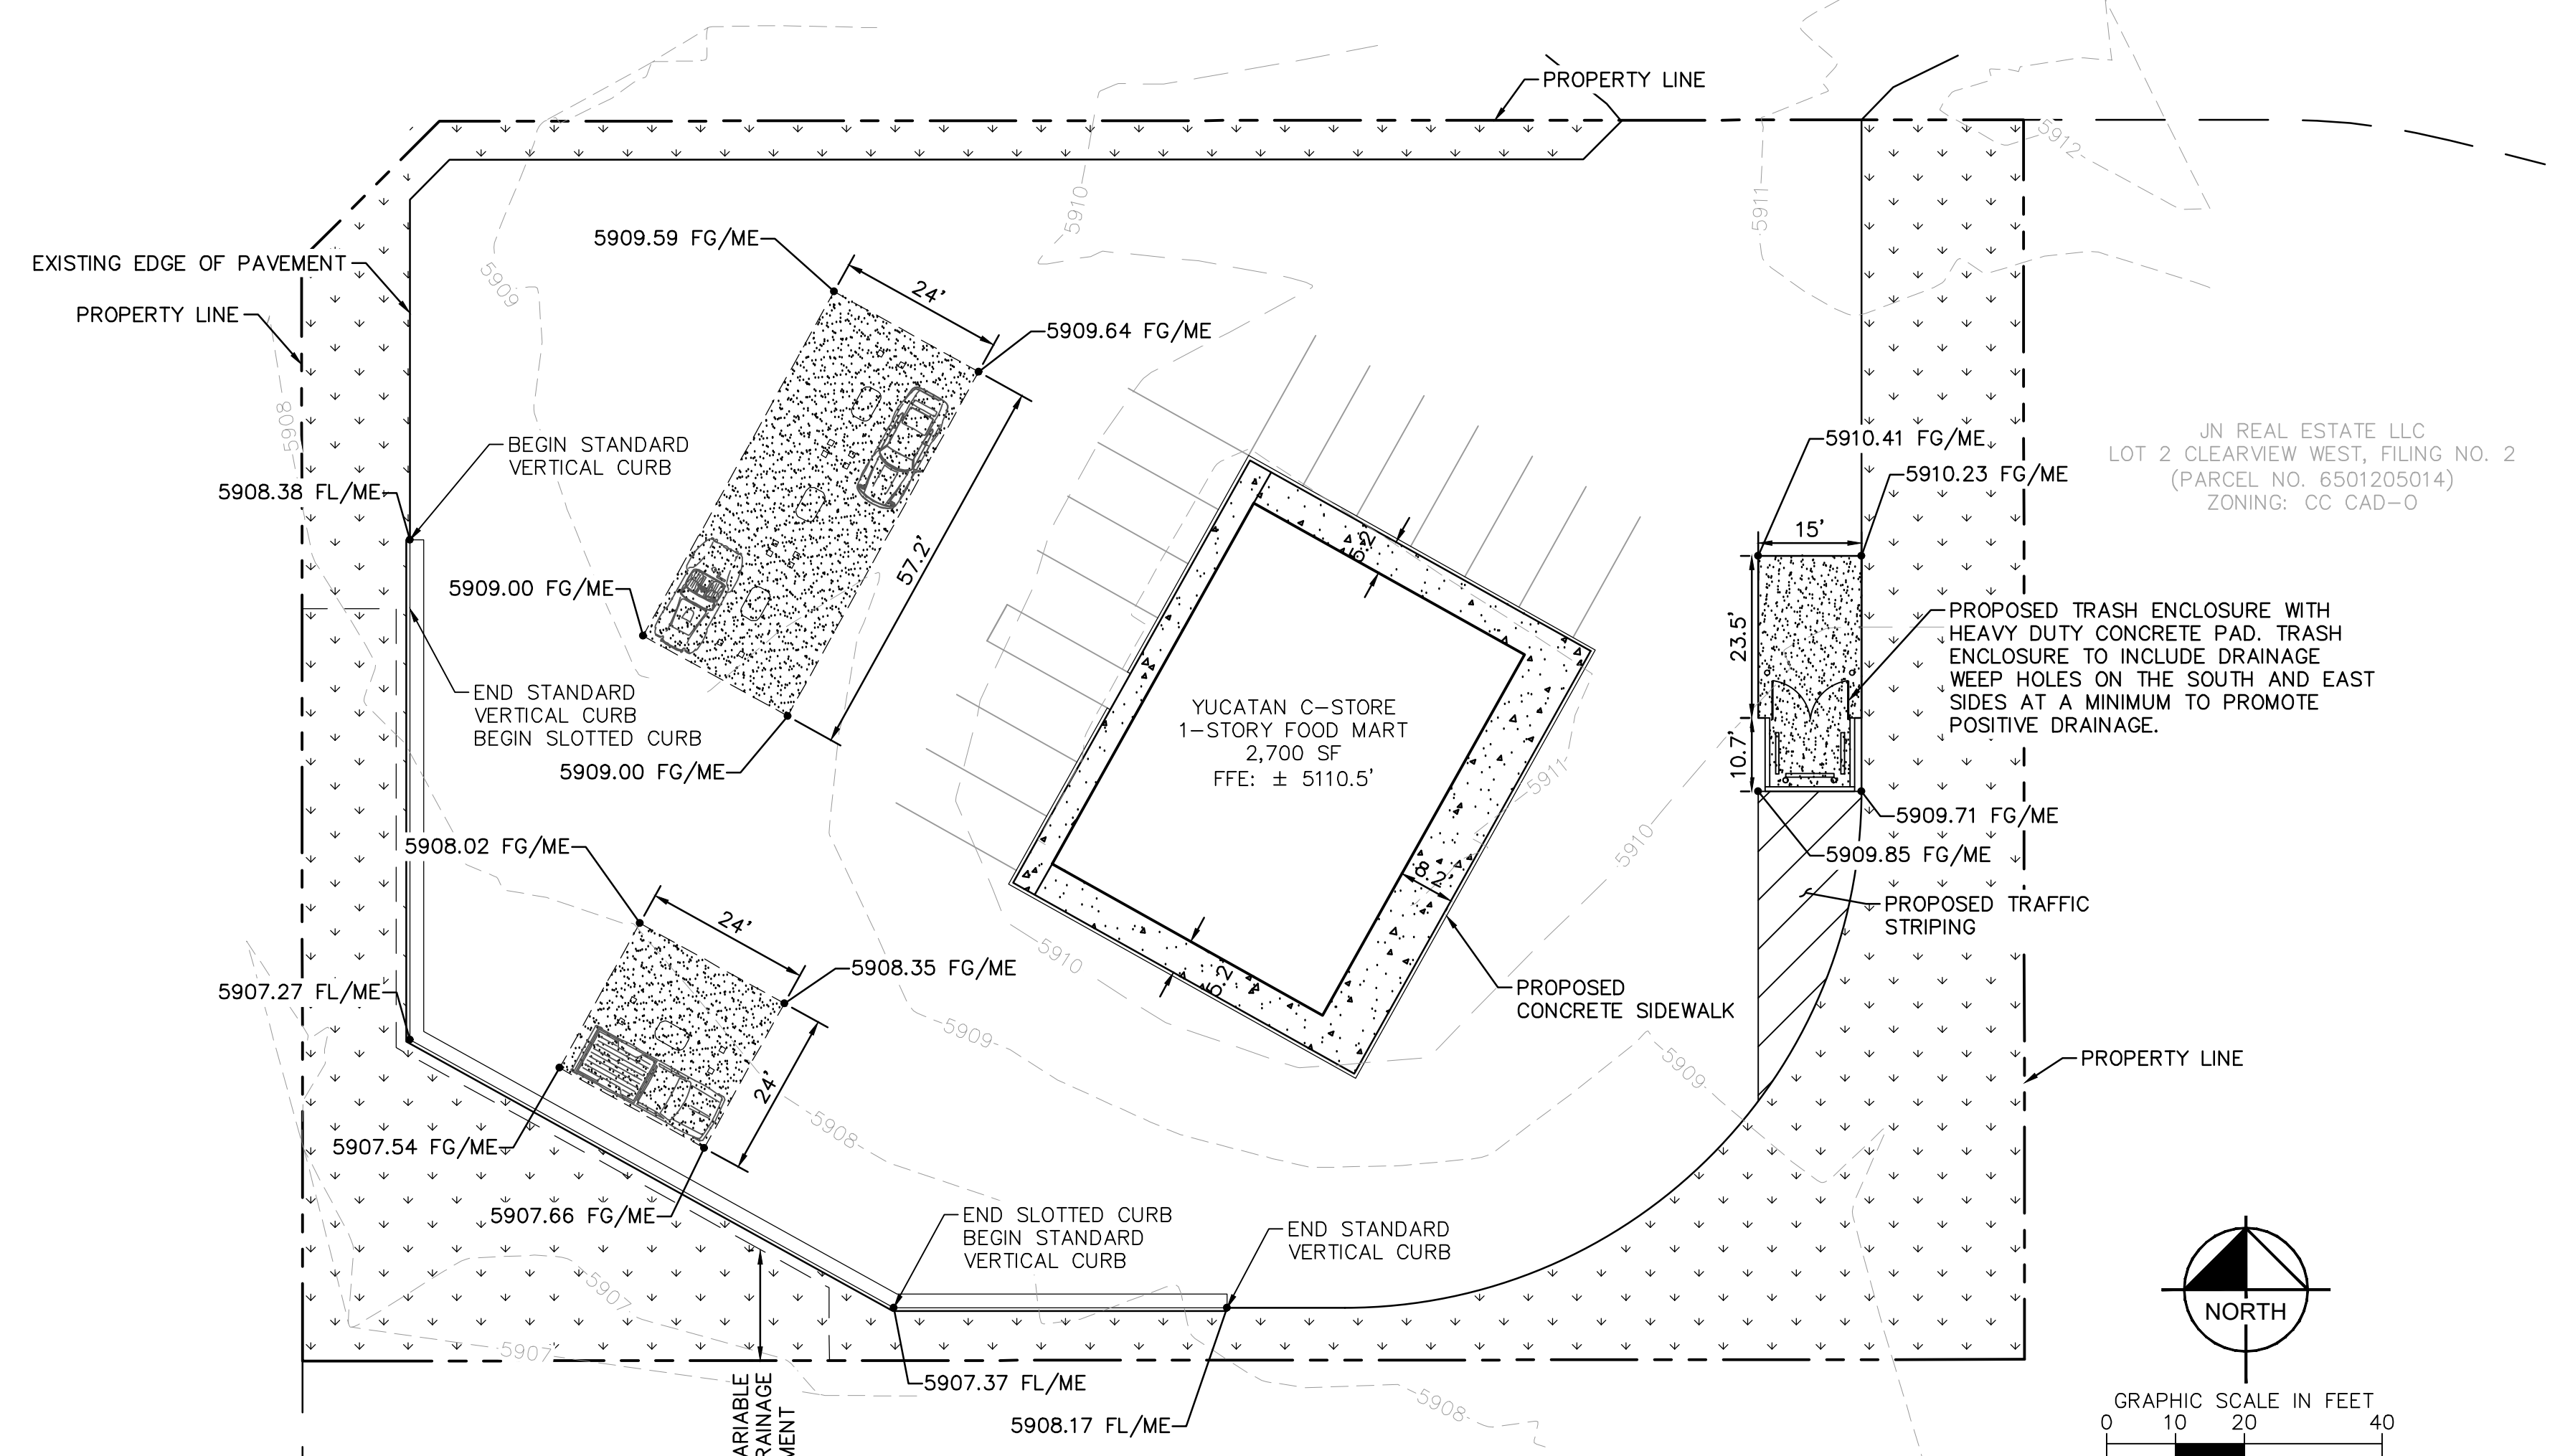 PROPERTY LINE
5912
5910
5911
5909.59 FG/ME
EXISTING EDGE OF PAVEMENT
5909
24'
PROPERTY LINE
5909.64 FG/ME
5908
BEGIN STANDARD
VERTICAL CURB
5908.38 FL/ME
5910.41 FG/ME
5910.23 FG/ME
JN REAL ESTATE LLC
LOT 2 CLEARVIEW WEST, FILING NO. 2
(PARCEL NO. 6501205014)
ZONING: CC CAD-O
15'
57.2'
5909.00 FG/ME
23.5'
PROPOSED TRASH ENCLOSURE WITH
HEAVY DUTY CONCRETE PAD. TRASH
ENCLOSURE TO INCLUDE DRAINAGE
WEEP HOLES ON THE SOUTH AND EAST
SIDES AT A MINIMUM TO PROMOTE
POSITIVE DRAINAGE.
END STANDARD
VERTICAL CURB
BEGIN SLOTTED CURB
YUCATAN C-STORE
1-STORY FOOD MART
2,700 SF
FFE: ± 5110.5'
5909.00 FG/ME
10.7'
5911
5909.71 FG/ME
5908.02 FG/ME
5910
5909.85 FG/ME
8.2'
24'
PROPOSED TRAFFIC
STRIPING
5908.35 FG/ME
5910
5907.27 FL/ME
PROPOSED
CONCRETE SIDEWALK
5909
5909
PROPERTY LINE
24'
5908
5907.54 FG/ME
5907.66 FG/ME
END SLOTTED CURB
BEGIN STANDARD
VERTICAL CURB
END STANDARD
VERTICAL CURB
5907
5907
NORTH
5907.37 FL/ME
5908
5908.17 FL/ME
GRAPHIC SCALE IN FEET
0 10 20 40